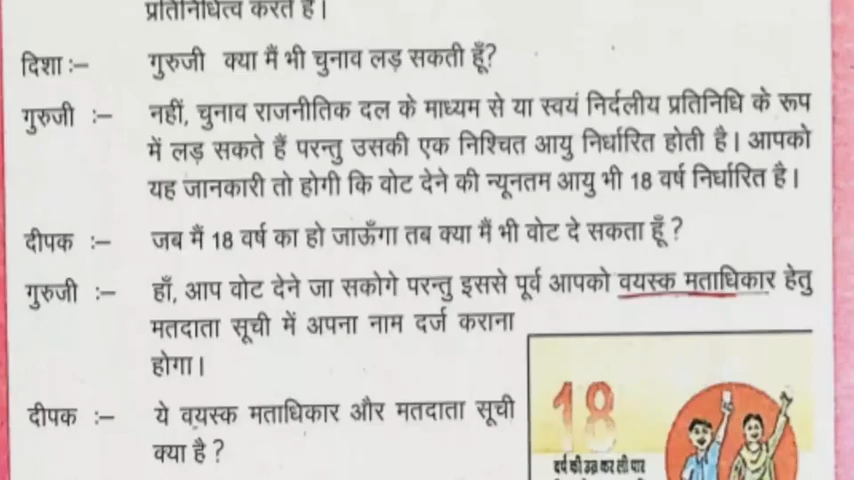 प्रतिनिधित्व करते हैं।
दिशा :– गुरुजी क्या मैं भी चुनाव लड़ सकती हूँ?
गुरुजी :– नहीं, चुनाव राजनीतिक दल के माध्यम से या स्वयं निर्दलीय प्रतिनिधि के रूप
में लड़ सकते हैं परन्तु उसकी एक निश्चित आयु निर्धारित होती है। आपको
यह जानकारी तो होगी कि वोट देने की न्यूनतम आयु भी 18 वर्ष निर्धारित है।
दीपक :– जब मैं 18 वर्ष का हो जाऊँगा तब क्या मैं भी वोट दे सकता हूँ ?
गुरुजी :– हाँ, आप वोट देने जा सकोगे परन्तु इससे पूर्व आपको वयस्क मताधिकार हेतु
मतदाता सूची में अपना नाम दर्ज कराना
होगा।
दीपक :– ये वयस्क मताधिकार और मतदाता सूची
क्या है ?
18
की उम्र कर ली पार